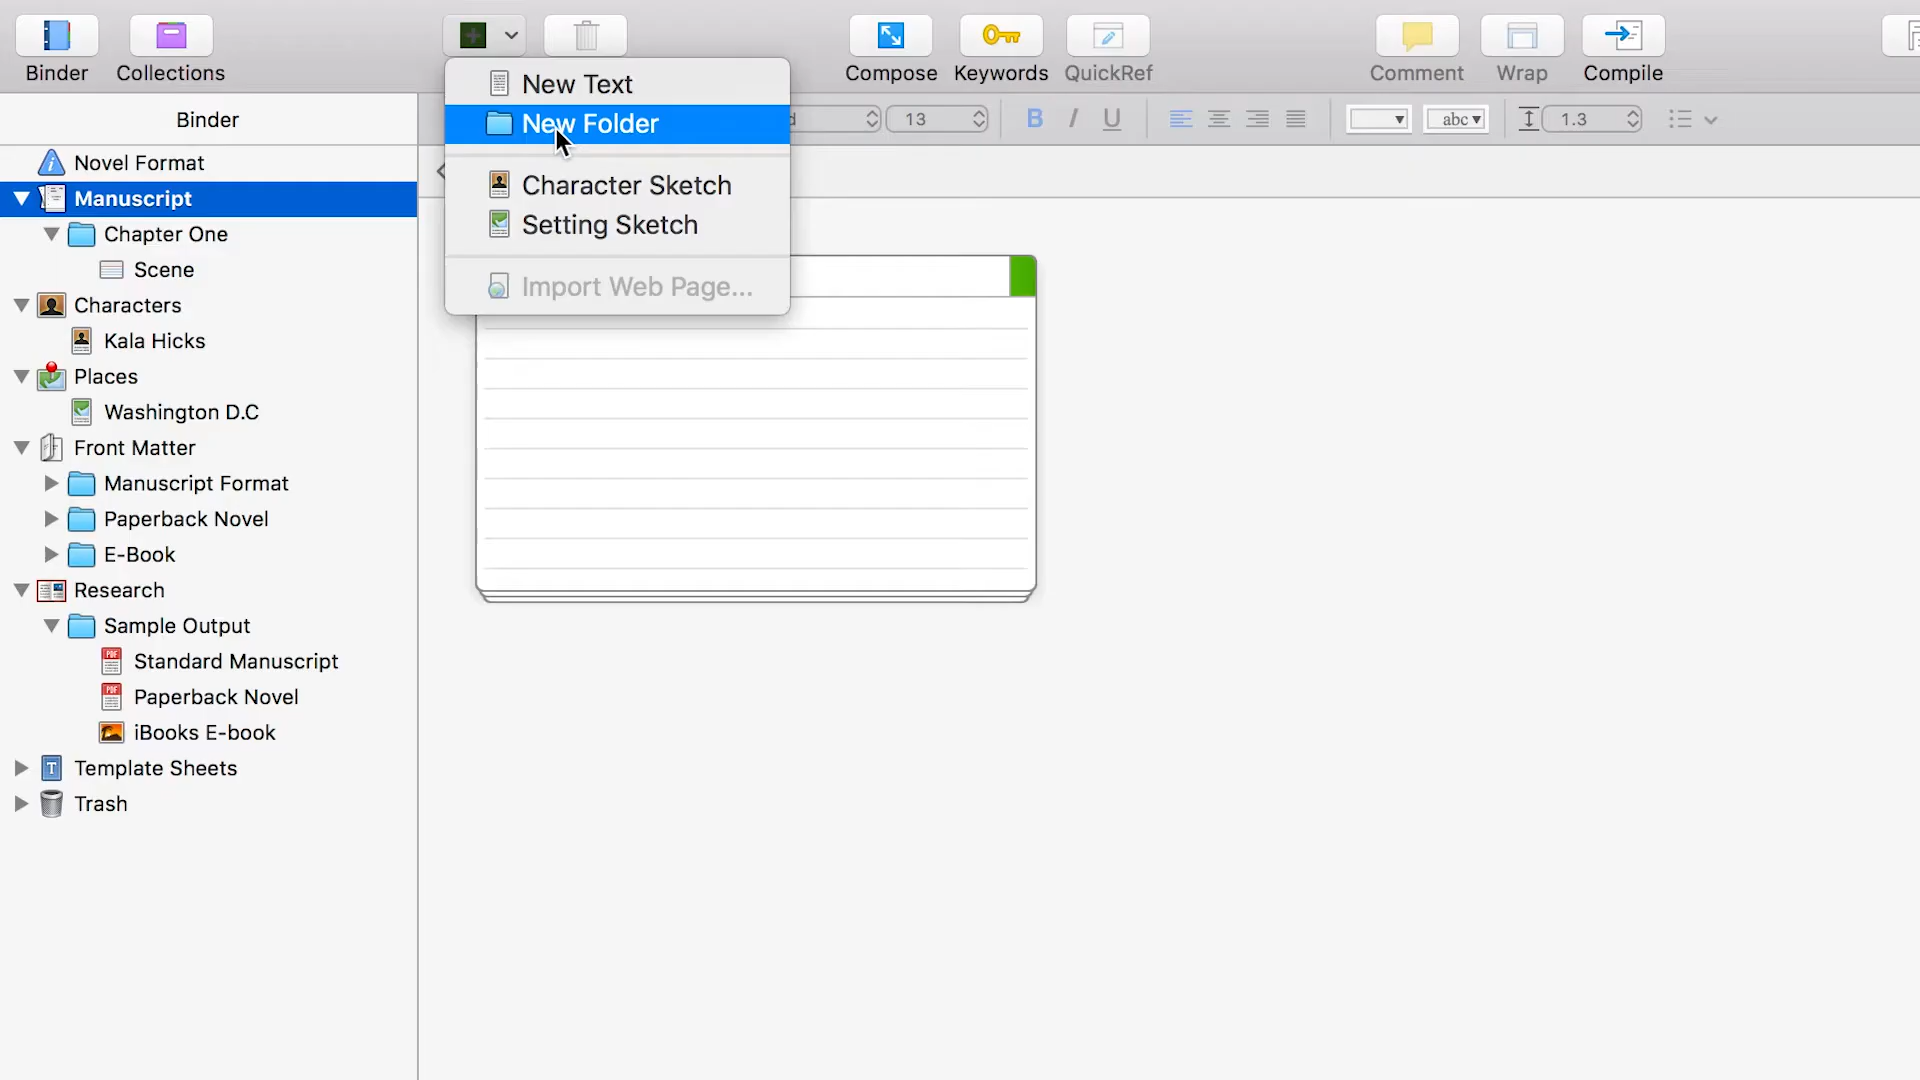 Binder
Collections
Compose
Keywords
QuickRef
Comment
Wrap
Compile
New Text
New Folder
Character Sketch
Setting Sketch
Import Web Page...
d
13
B
I
U
abc
1.3
Binder
Novel Format
Manuscript
Chapter One
Scene
Characters
Kala Hicks
Places
Washington D.C
Front Matter
Manuscript Format
Paperback Novel
E-Book
Research
Sample Output
Standard Manuscript
Paperback Novel
iBooks E-book
Template Sheets
Trash